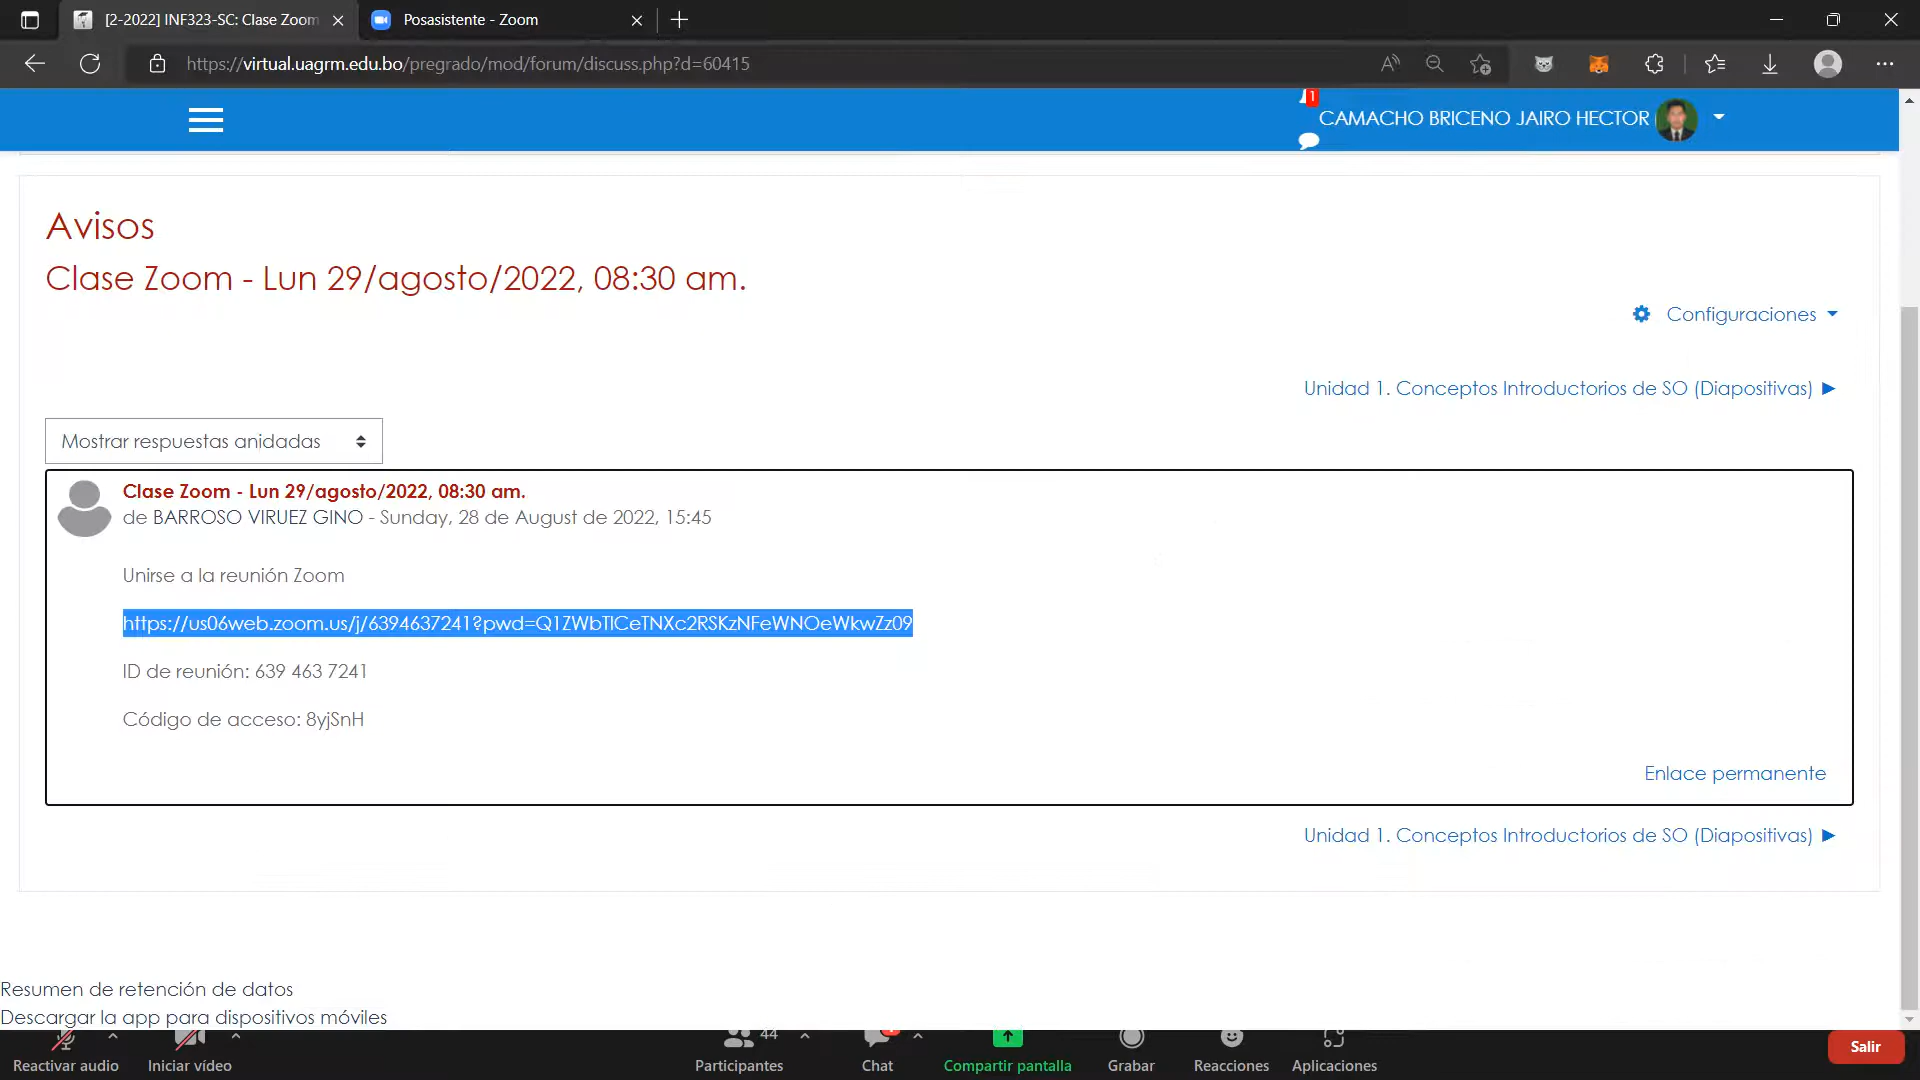 [2-2022] INF323-SC: Clase Zoom
Posasistente - Zoom
https://virtual.uagrm.edu.bo/pregrado/mod/forum/discuss.php?d=60415
1
CAMACHO BRICENO JAIRO HECTOR
Avisos
Clase Zoom - Lun 29/agosto/2022, 08:30 am.
Configuraciones
Unidad 1. Conceptos Introductorios de SO (Diapositivas) ►
Mostrar respuestas anidadas
Clase Zoom - Lun 29/agosto/2022, 08:30 am.
de BARROSO VIRUEZ GINO - Sunday, 28 de August de 2022, 15:45
Unirse a la reunión Zoom
https://us06web.zoom.us/j/6394637241?pwd=Q1ZWbTlCeTNXc2RSKzNFeWNOeWkwZz09
ID de reunión: 639 463 7241
Código de acceso: 8yjSnH
Enlace permanente
Unidad 1. Conceptos Introductorios de SO (Diapositivas) ►
Resumen de retención de datos
Descargar la app para dispositivos móviles
44
Reactivar audio
Iniciar vídeo
Participantes
Chat
Compartir pantalla
Grabar
Reacciones
Aplicaciones
Salir